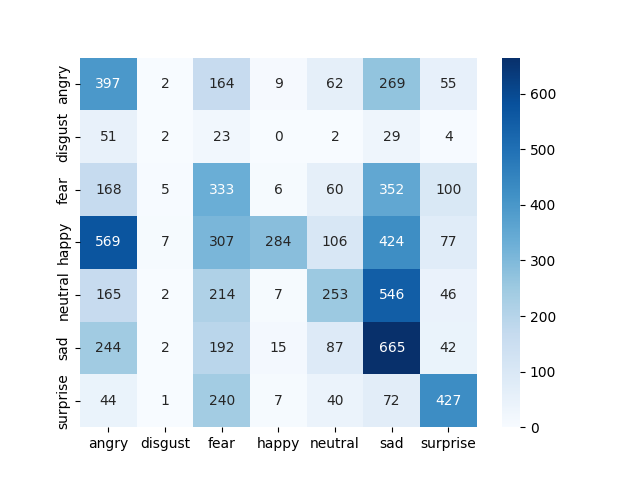 angry 397 2 164 9 62 269 55
disgust 51 2 23 0 2 29 4
fear 168 5 333 6 60 352 100
happy 569 7 307 284 106 424 77
neutral 165 2 214 7 253 546 46
sad 244 2 192 15 87 665 42
surprise 44 1 240 7 40 72 427
angry disgust fear happy neutral sad surprise
600
500
400
300
200
100
0